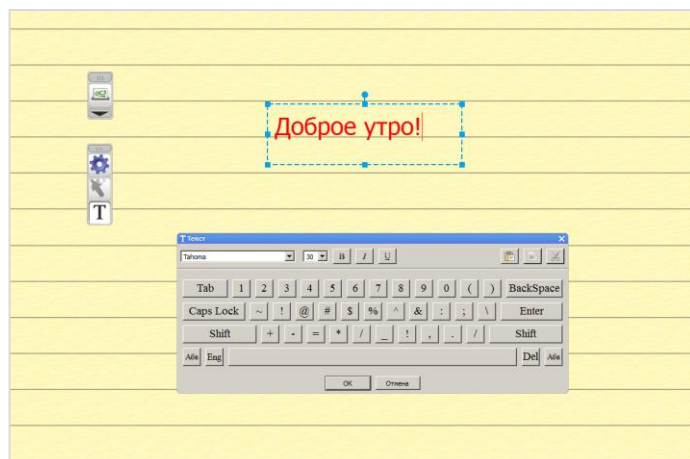 Доброе утро!
T
T Текст
Tahoma 30 B I U
Tab 1 2 3 4 5 6 7 8 9 0 ( ) BackSpace
Caps Lock ~ ! @ # $ % ^ & : ; \ Enter
Shift + - = * / _ ! , . / Shift
Абв Eng Del Абв
OK Отмена